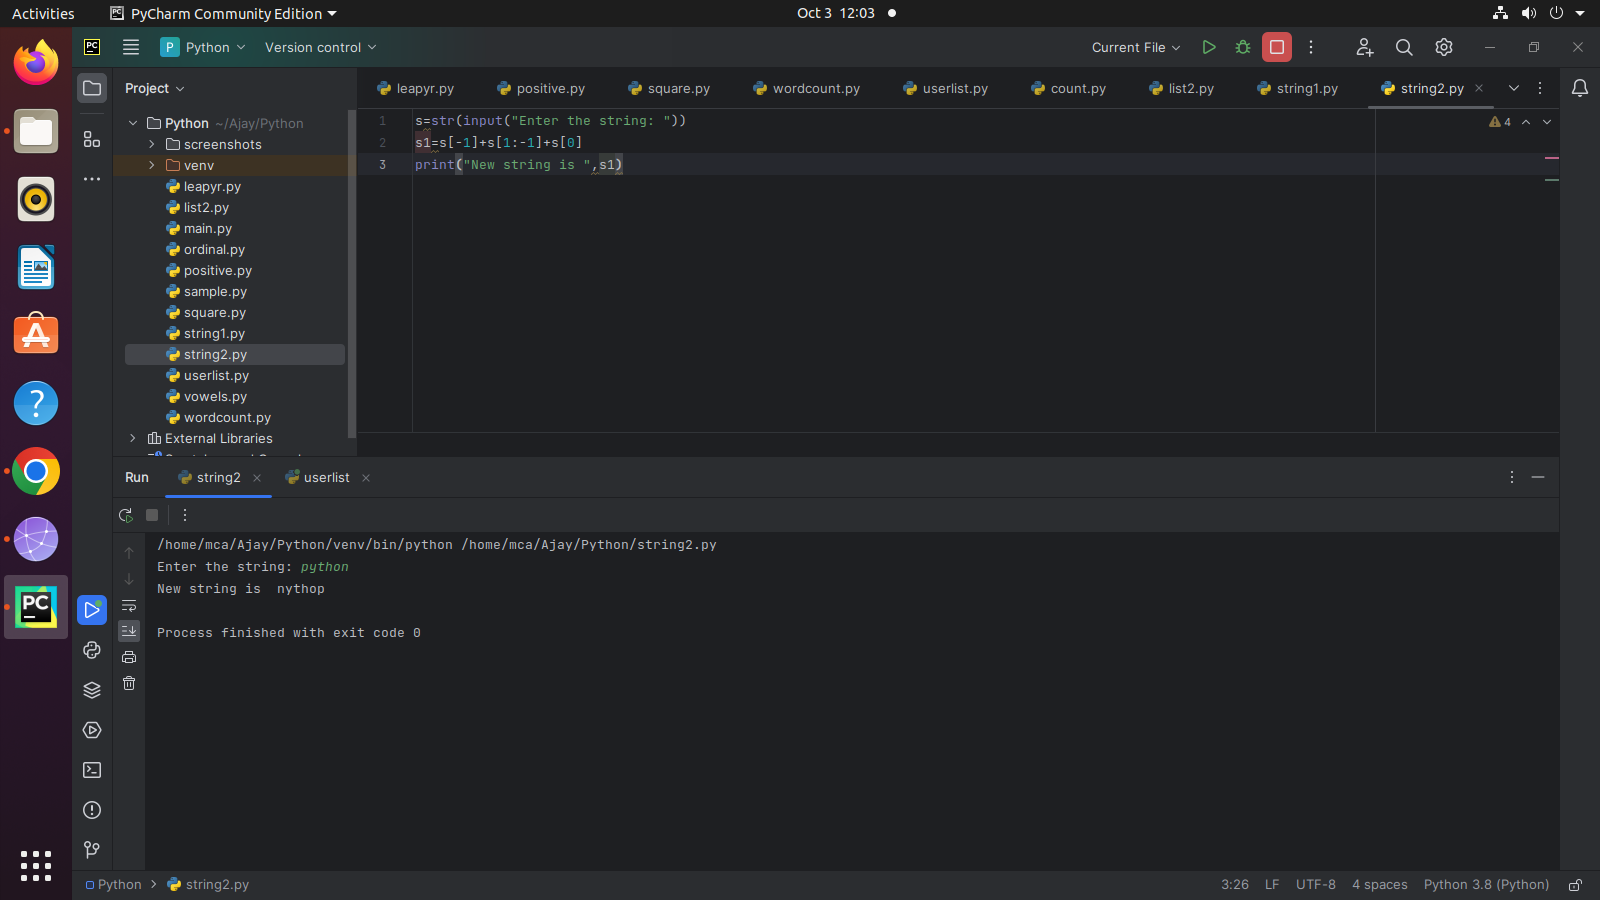 Activities PyCharm Community Edition Oct 3 12:03
PC P Python Version control Current File
Project leapyr.py positive.py square.py wordcount.py userlist.py count.py list2.py string1.py string2.py
Python ~/Ajay/Python
screenshots
venv
leapyr.py
list2.py
main.py
ordinal.py
positive.py
sample.py
square.py
string1.py
string2.py
userlist.py
vowels.py
wordcount.py
External Libraries
1 s=str(input("Enter the string: "))
2 s1=s[-1]+s[1:-1]+s[0]
3 print("New string is ",s1)
4
Run string2 userlist
/home/mca/Ajay/Python/venv/bin/python /home/mca/Ajay/Python/string2.py
Enter the string: python
New string is  nythop
Process finished with exit code 0
PC
Python string2.py 3:26 LF UTF-8 4 spaces Python 3.8 (Python)